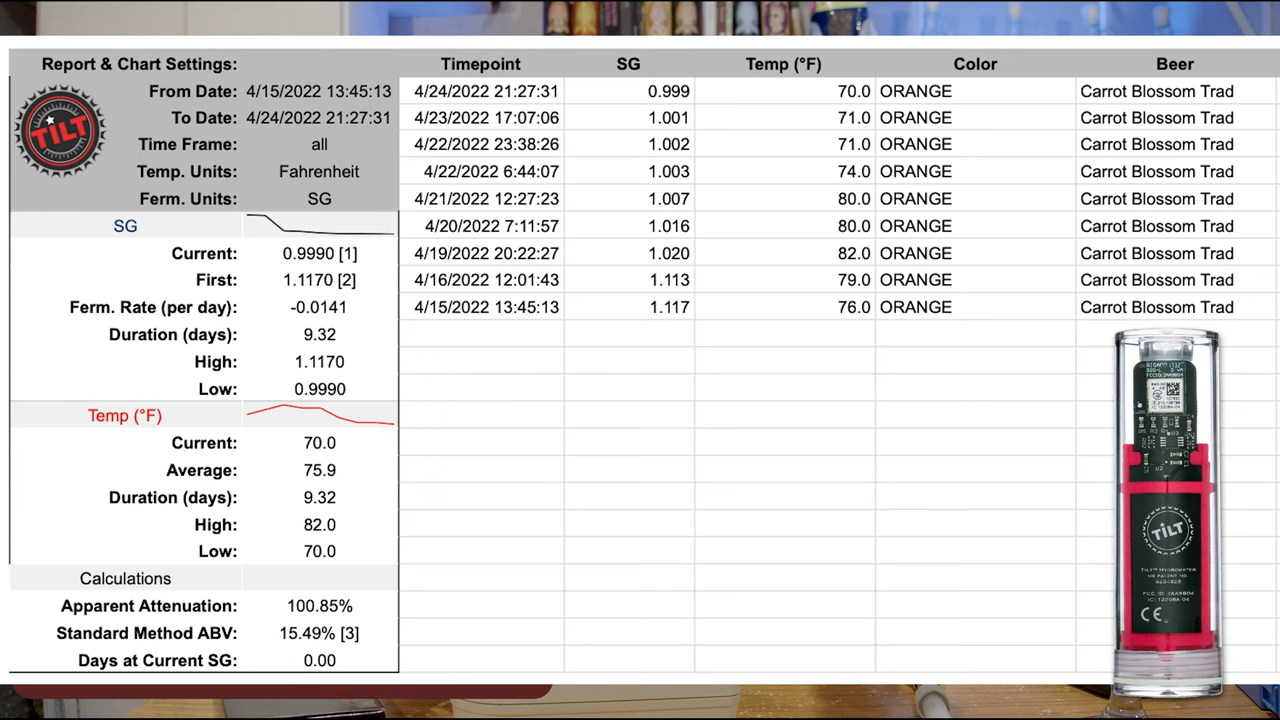 Report & Chart Settings: Timepoint SG Temp (°F) Color Beer
From Date: 4/15/2022 13:45:13 4/24/2022 21:27:31 0.999 70.0 ORANGE Carrot Blossom Trad
To Date: 4/24/2022 21:27:31 4/23/2022 17:07:06 1.001 71.0 ORANGE Carrot Blossom Trad
Time Frame: all 4/22/2022 23:38:26 1.002 71.0 ORANGE Carrot Blossom Trad
Temp. Units: Fahrenheit 4/22/2022 6:44:07 1.003 74.0 ORANGE Carrot Blossom Trad
Ferm. Units: SG 4/21/2022 12:27:23 1.007 80.0 ORANGE Carrot Blossom Trad
SG 4/20/2022 7:11:57 1.016 80.0 ORANGE Carrot Blossom Trad
Current: 0.9990 [1] 4/19/2022 20:22:27 1.020 82.0 ORANGE Carrot Blossom Trad
First: 1.1170 [2] 4/16/2022 12:01:43 1.113 79.0 ORANGE Carrot Blossom Trad
Ferm. Rate (per day): -0.0141 4/15/2022 13:45:13 1.117 76.0 ORANGE Carrot Blossom Trad
Duration (days): 9.32
High: 1.1170
Low: 0.9990
Temp (°F)
Current: 70.0
Average: 75.9
Duration (days): 9.32
High: 82.0
Low: 70.0
Calculations
Apparent Attenuation: 100.85%
Standard Method ABV: 15.49% [3]
Days at Current SG: 0.00
TILT
TILT
TILT™ HYDROMETER
CE